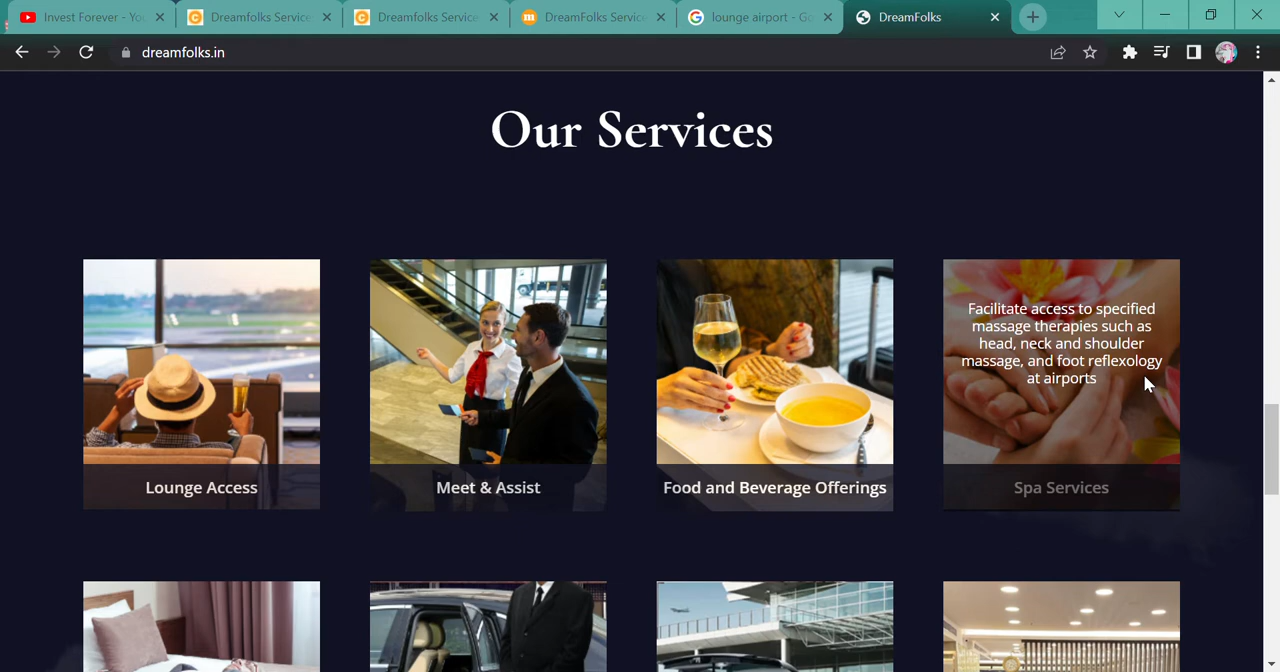 Invest Forever - You
Dreamfolks Service
Dreamfolks Service
DreamFolks Service
lounge airport - Go
DreamFolks
dreamfolks.in
Our Services
Facilitate access to specified
massage therapies such as
head, neck and shoulder
massage, and foot reflexology
at airports
Lounge Access
Meet & Assist
Food and Beverage Offerings
Spa Services